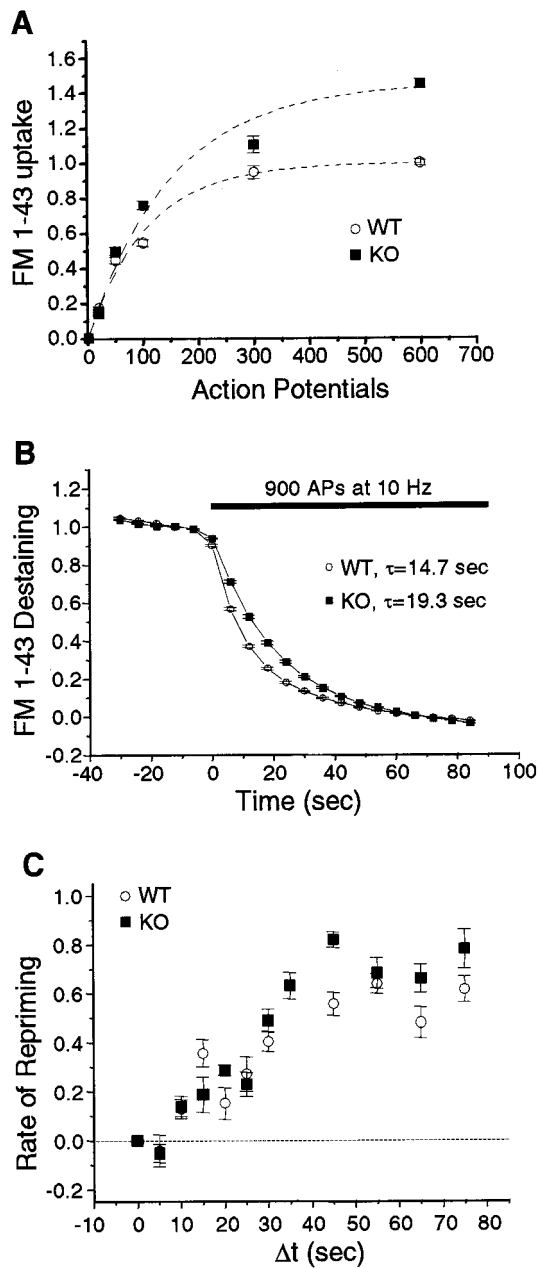 A
FM 1-43 uptake
1.6
1.4
1.2
1.0
0.8
0.6
0.4
0.2
0.0
WT
KO
0 100 200 300 400 500 600 700
Action Potentials
B
FM 1-43 Destaining
1.2
1.0
0.8
0.6
0.4
0.2
0.0
-0.2
900 APs at 10 Hz
WT, τ=14.7 sec
KO, τ=19.3 sec
-40 -20 0 20 40 60 80 100
Time (sec)
C
Rate of Repriming
1.0
0.8
0.6
0.4
0.2
0.0
-0.2
WT
KO
-10 0 10 20 30 40 50 60 70 80
Δt (sec)